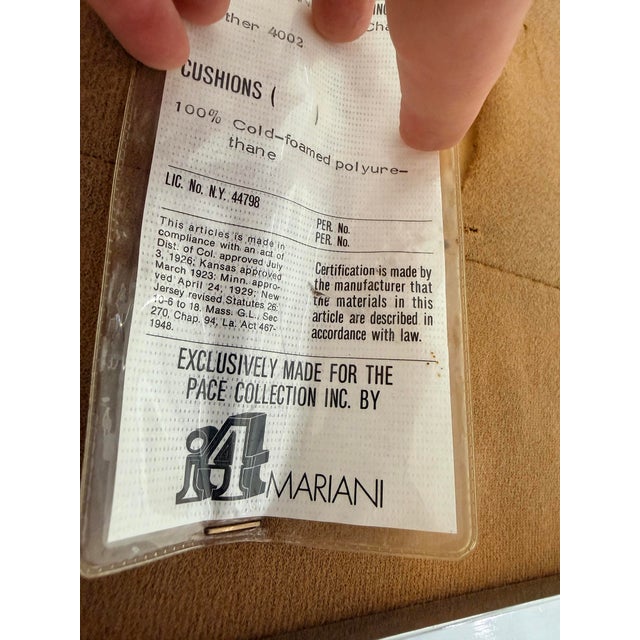 ther 4002 Cha
CUSHIONS ( )
100% Cold-foamed polyure-
thane
LIC. No. N.Y. 44798
PER. No.
PER. No.
This articles is made in
compliance with an act of
Dist. of Col. approved July
3, 1926; Kansas approved
March 1923; Minn. appro-
ved April 24, 1929; New
Jersey revised Statutes 26:
10-6 to 18. Mass. G.L., Sec
270, Chap. 94, La. Act 467-
1948.
Certification is made by
the manufacturer that
the materials in this
article are described in
accordance with law.
EXCLUSIVELY MADE FOR THE
PACE COLLECTION INC. BY
i4 MARIANI